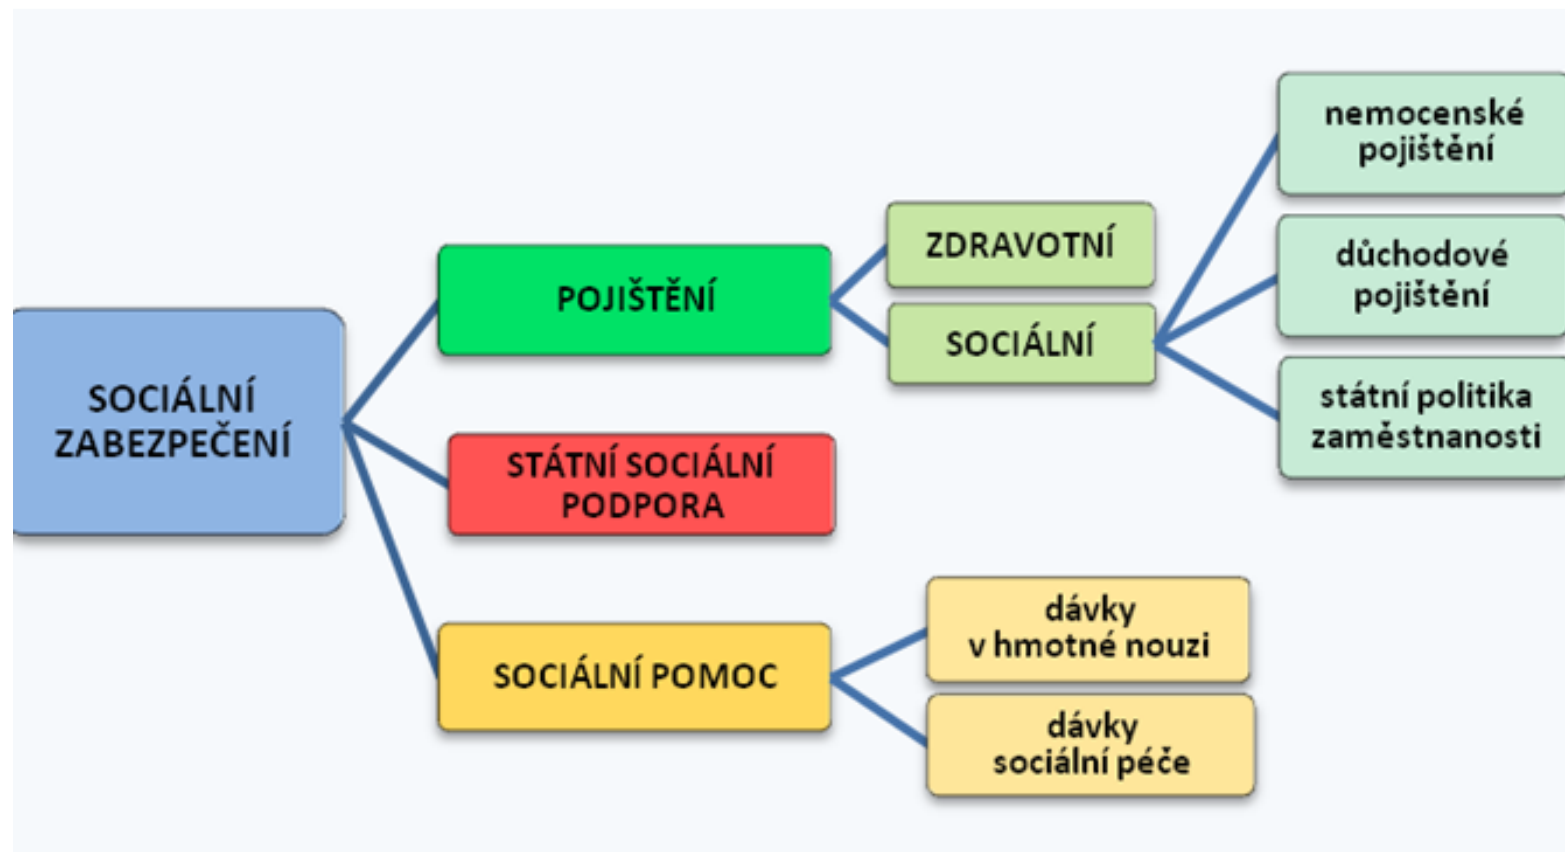 SOCIÁLNÍ
ZABEZPEČENÍ
POJIŠTĚNÍ
ZDRAVOTNÍ
SOCIÁLNÍ
nemocenské
pojištění
důchodové
pojištění
státní politika
zaměstnanosti
STÁTNÍ SOCIÁLNÍ
PODPORA
SOCIÁLNÍ POMOC
dávky
v hmotné nouzi
dávky
sociální péče